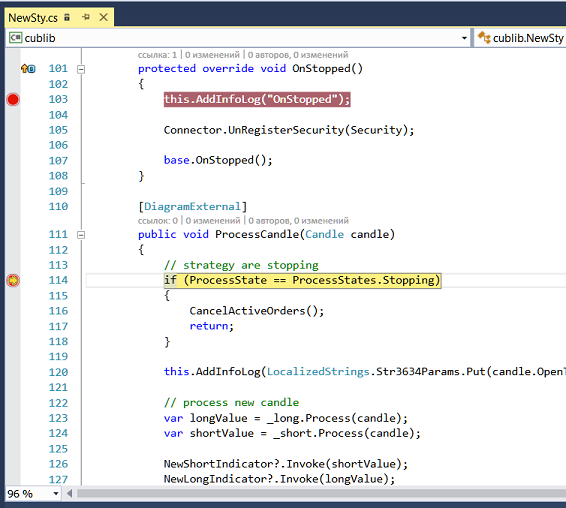 NewSty.cs
cublib cublib.NewSty
ссылка: 1 | 0 изменений | 0 авторов, 0 изменений
101 protected override void OnStopped()
102 {
103 this.AddInfoLog("OnStopped");
104
105 Connector.UnRegisterSecurity(Security);
106
107 base.OnStopped();
108 }
109
110 [DiagramExternal]
ссылок: 0 | 0 изменений | 0 авторов, 0 изменений
111 public void ProcessCandle(Candle candle)
112 {
113 // strategy are stopping
114 if (ProcessState == ProcessStates.Stopping)
115 {
116 CancelActiveOrders();
117 return;
118 }
119
120 this.AddInfoLog(LocalizedStrings.Str3634Params.Put(candle.OpenT
121
122 // process new candle
123 var longValue = _long.Process(candle);
124 var shortValue = _short.Process(candle);
125
126 NewShortIndicator?.Invoke(shortValue);
127 NewLongIndicator?.Invoke(longValue);
96 %